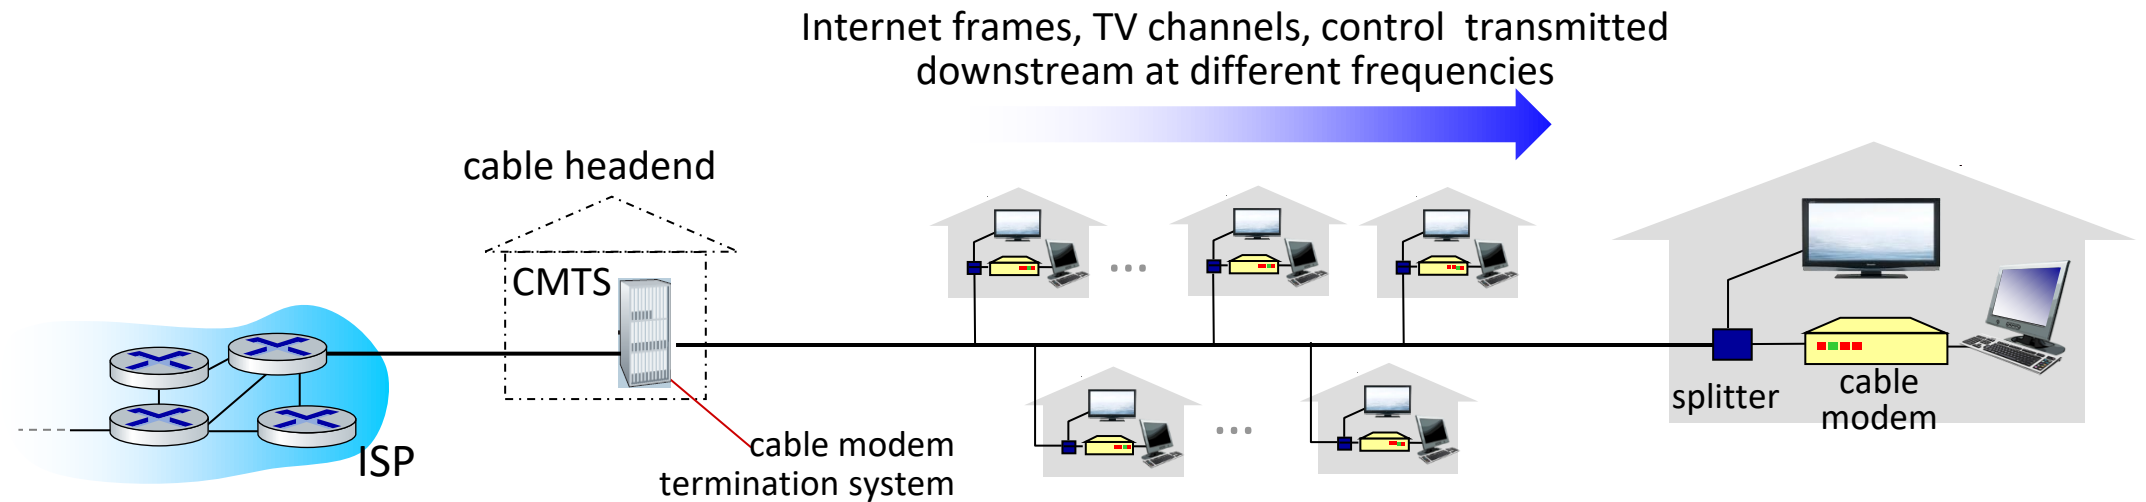 Internet frames, TV channels, control  transmitted
downstream at different frequencies
cable headend
CMTS
ISP
cable modem
termination system
splitter
cable
modem